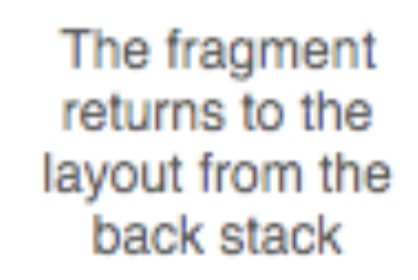 The fragment
returns to the
layout from the
back stack